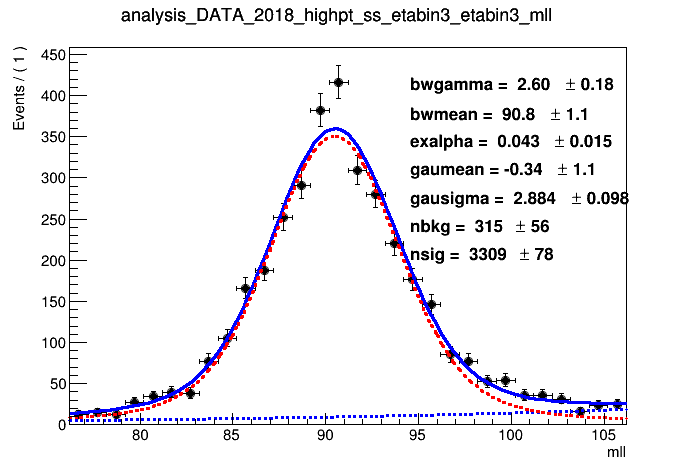 analysis_DATA_2018_highpt_ss_etabin3_etabin3_mll
Events / ( 1 )
450
400
350
300
250
200
150
100
50
0
bwgamma = 2.60 ± 0.18
bwmean = 90.8 ± 1.1
exalpha = 0.043 ± 0.015
gaumean = -0.34 ± 1.1
gausigma = 2.884 ± 0.098
nbkg = 315 ± 56
nsig = 3309 ± 78
80 85 90 95 100 105
mll